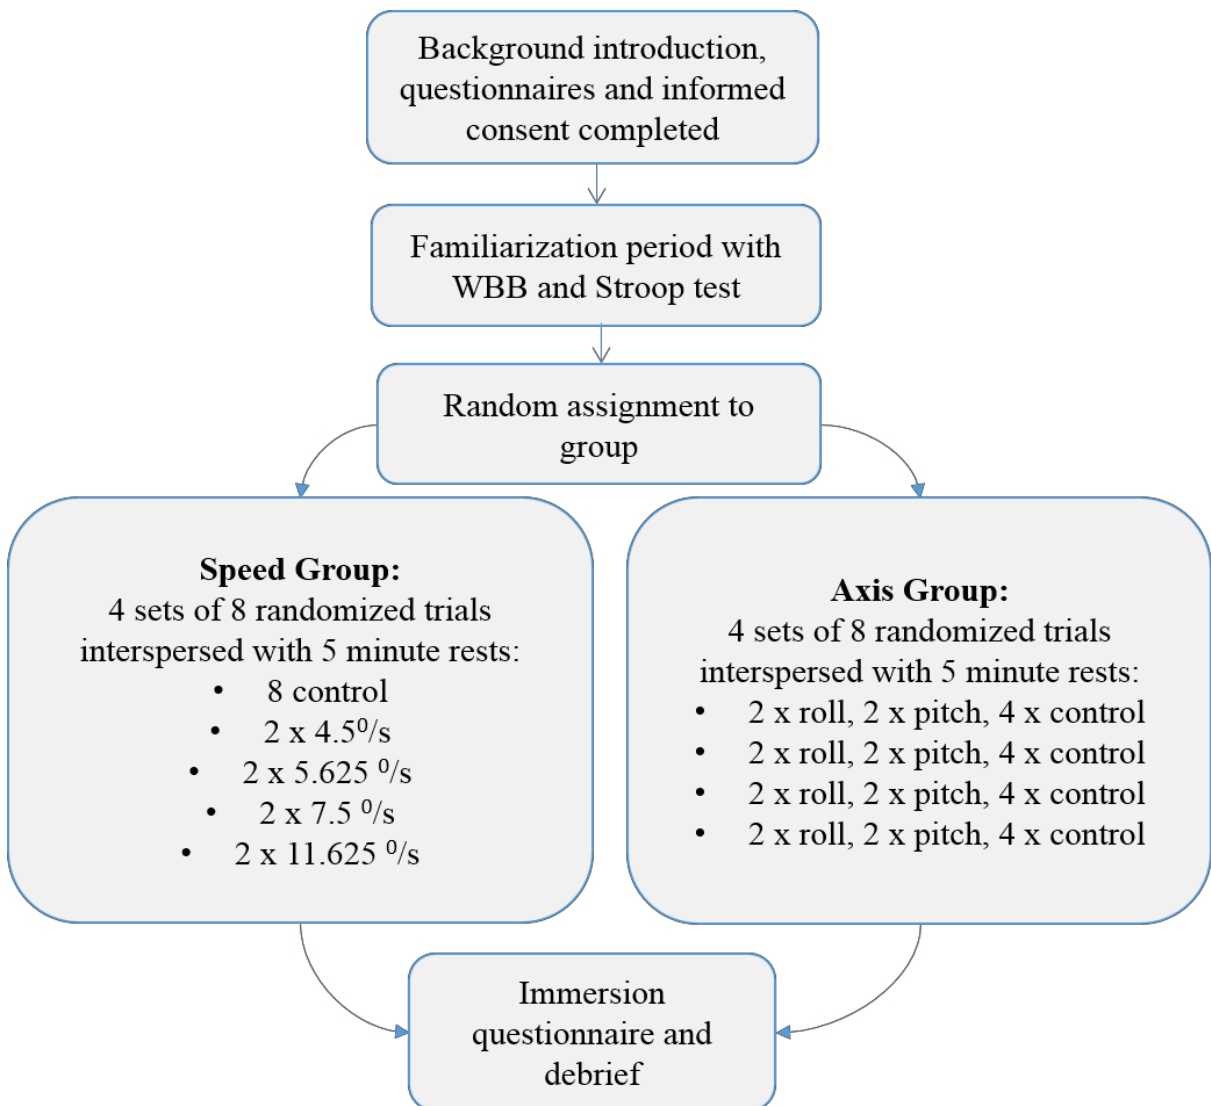 Background introduction,
questionnaires and informed
consent completed
Familiarization period with
WBB and Stroop test
Random assignment to
group
Speed Group:
4 sets of 8 randomized trials
interspersed with 5 minute rests:
• 8 control
• 2 x 4.5⁰/s
• 2 x 5.625 ⁰/s
• 2 x 7.5 ⁰/s
• 2 x 11.625 ⁰/s
Axis Group:
4 sets of 8 randomized trials
interspersed with 5 minute rests:
• 2 x roll, 2 x pitch, 4 x control
• 2 x roll, 2 x pitch, 4 x control
• 2 x roll, 2 x pitch, 4 x control
• 2 x roll, 2 x pitch, 4 x control
Immersion
questionnaire and
debrief